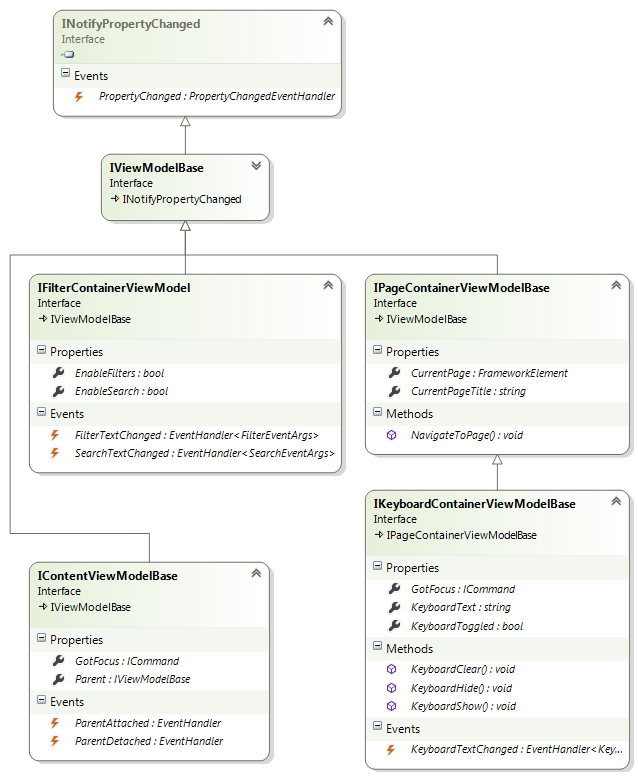 INotifyPropertyChanged
Interface
Events
PropertyChanged : PropertyChangedEventHandler
IViewModelBase
Interface
INotifyPropertyChanged
IFilterContainerViewModel
Interface
IViewModelBase
Properties
EnableFilters : bool
EnableSearch : bool
Events
FilterTextChanged : EventHandler<FilterEventArgs>
SearchTextChanged : EventHandler<SearchEventArgs>
IPageContainerViewModelBase
Interface
IViewModelBase
Properties
CurrentPage : FrameworkElement
CurrentPageTitle : string
Methods
NavigateToPage() : void
IKeyboardContainerViewModelBase
Interface
IPageContainerViewModelBase
Properties
GotFocus : ICommand
KeyboardText : string
KeyboardToggled : bool
Methods
KeyboardClear() : void
KeyboardHide() : void
KeyboardShow() : void
Events
KeyboardTextChanged : EventHandler<Key...
IContentViewModelBase
Interface
IViewModelBase
Properties
GotFocus : ICommand
Parent : IViewModelBase
Events
ParentAttached : EventHandler
ParentDetached : EventHandler